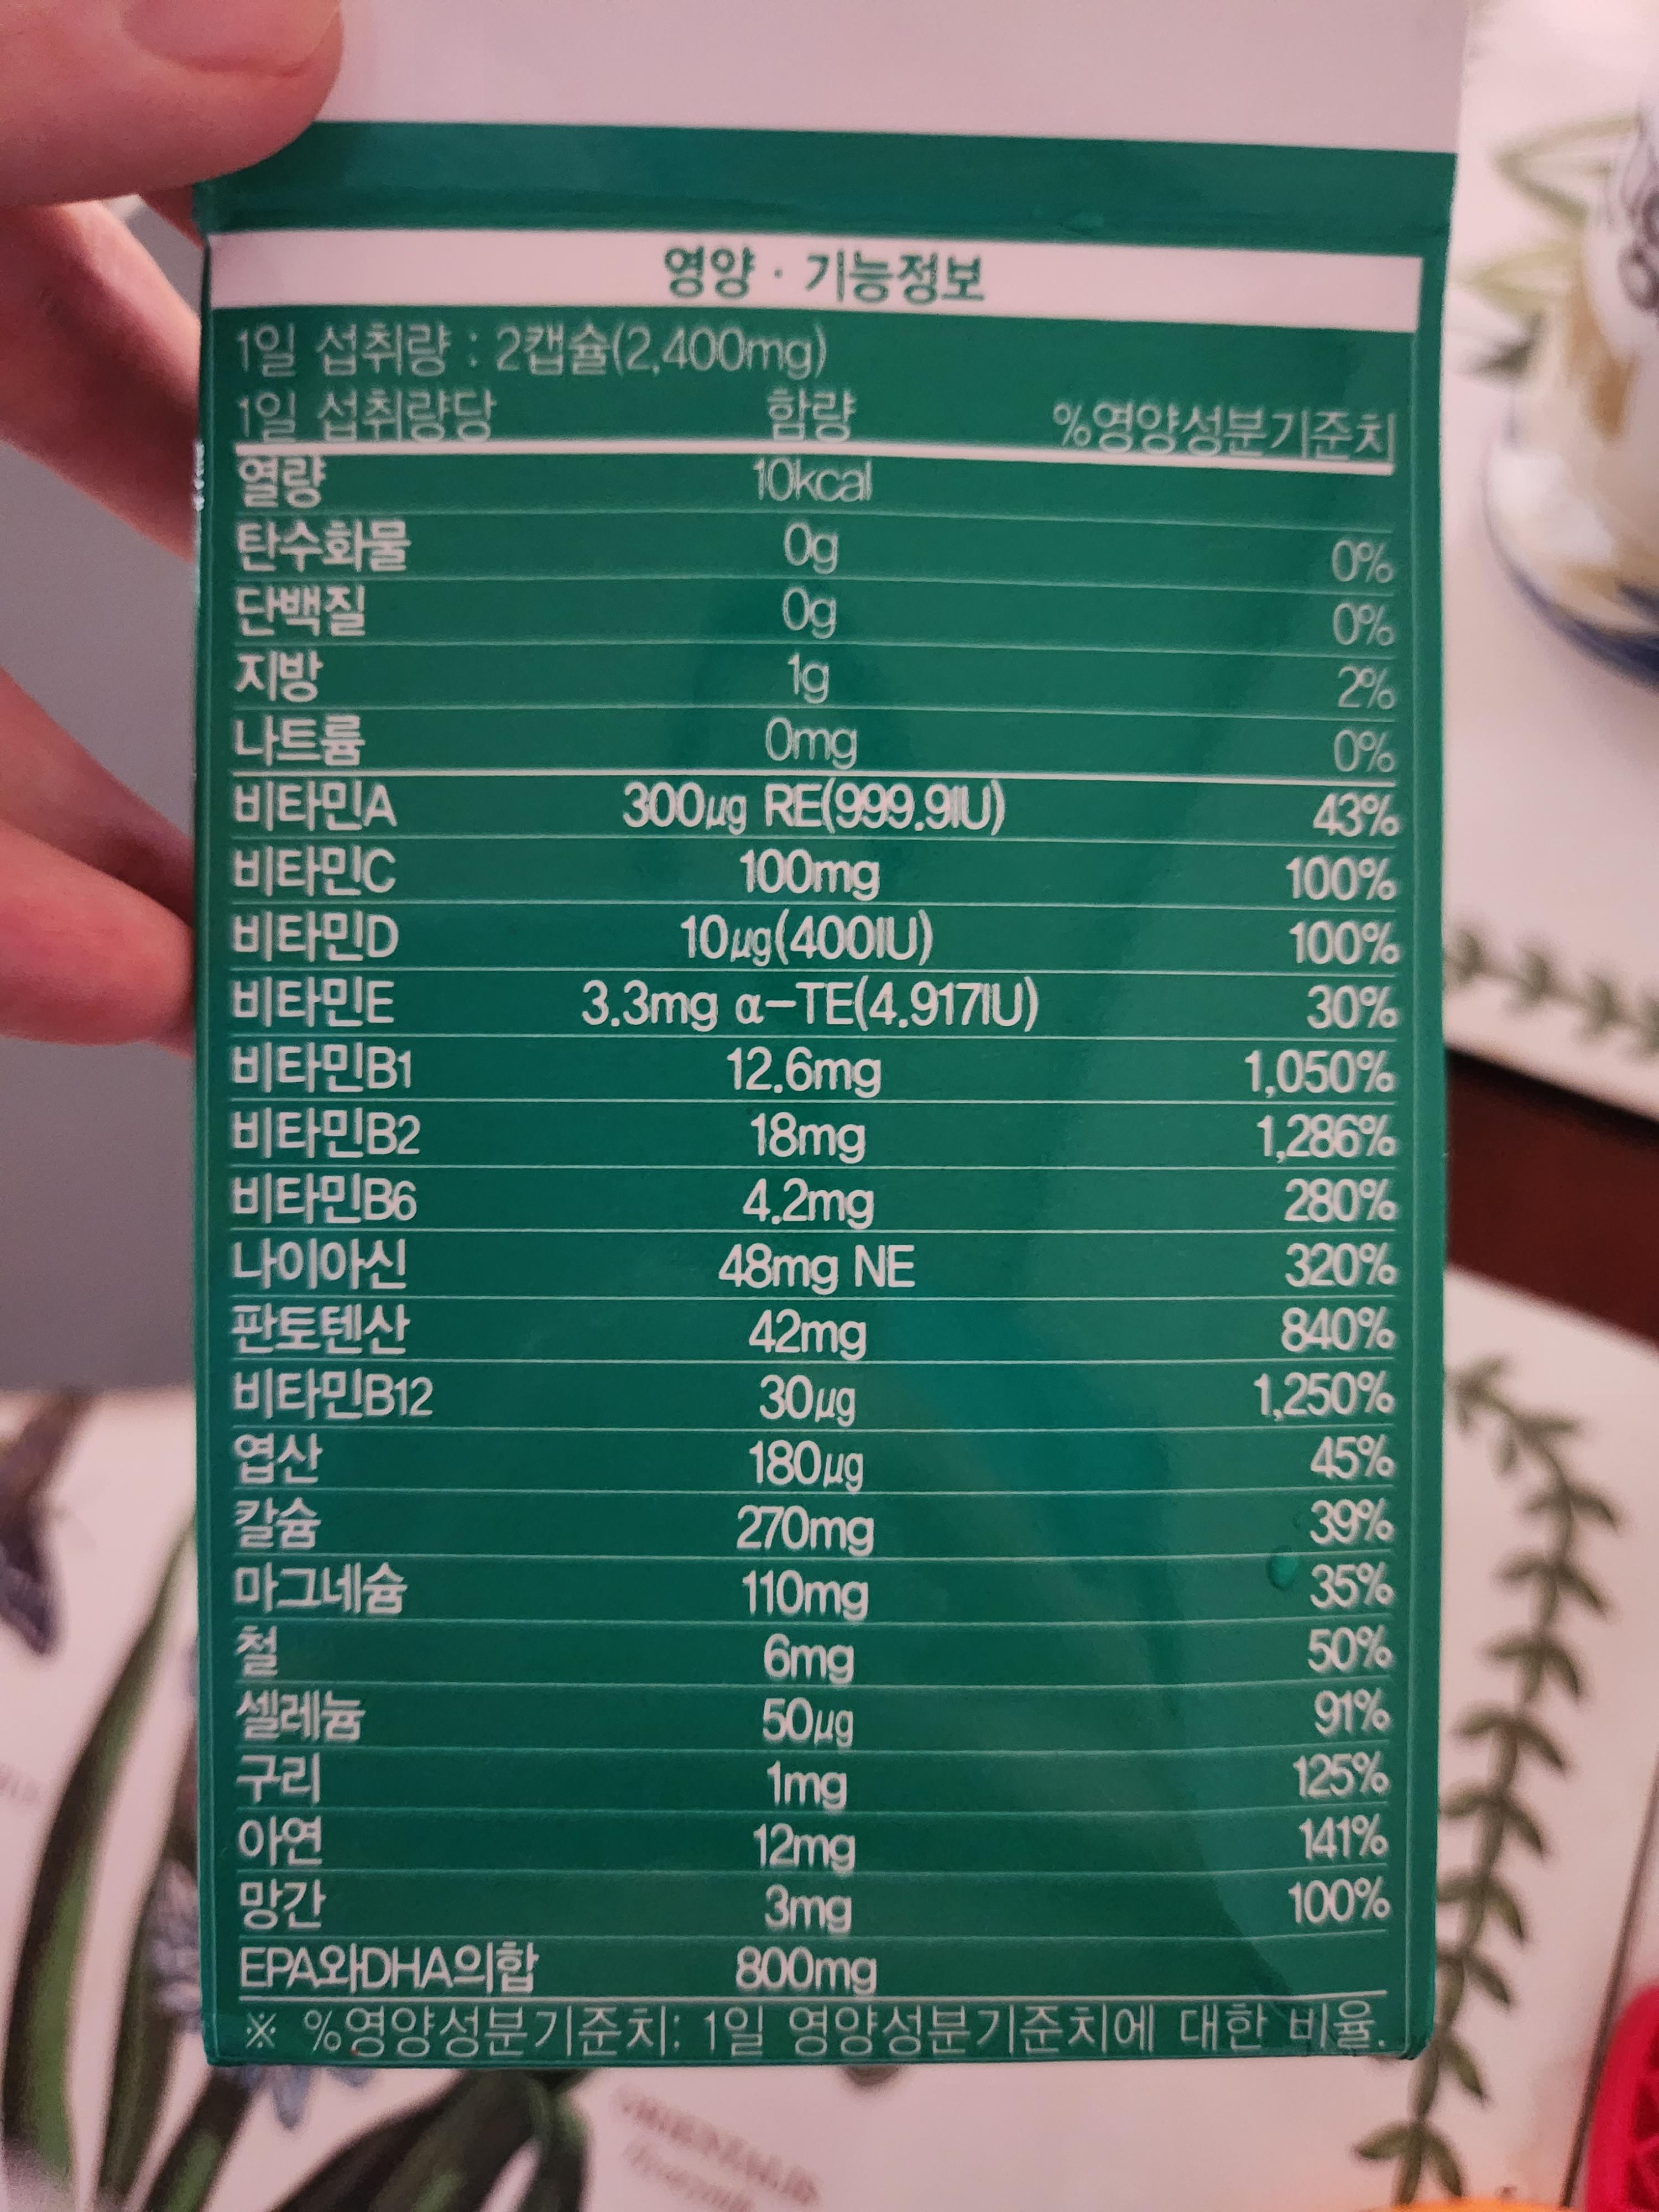 영양 · 기능정보
1일 섭취량 : 2캡슐(2,400mg)
1일 섭취량당 함량 %영양성분기준치
열량 10kcal
탄수화물 0g 0%
단백질 0g 0%
지방 1g 2%
나트륨 0mg 0%
비타민A 300μg RE(999.9IU) 43%
비타민C 100mg 100%
비타민D 10μg(400IU) 100%
비타민E 3.3mg α-TE(4.917IU) 30%
비타민B1 12.6mg 1,050%
비타민B2 18mg 1,286%
비타민B6 4.2mg 280%
나이아신 48mg NE 320%
판토텐산 42mg 840%
비타민B12 30μg 1,250%
엽산 180μg 45%
칼슘 270mg 39%
마그네슘 110mg 35%
철 6mg 50%
셀레늄 50μg 91%
구리 1mg 125%
아연 12mg 141%
망간 3mg 100%
EPA와DHA의합 800mg
※ %영양성분기준치: 1일 영양성분기준치에 대한 비율.
ORIENTALIS